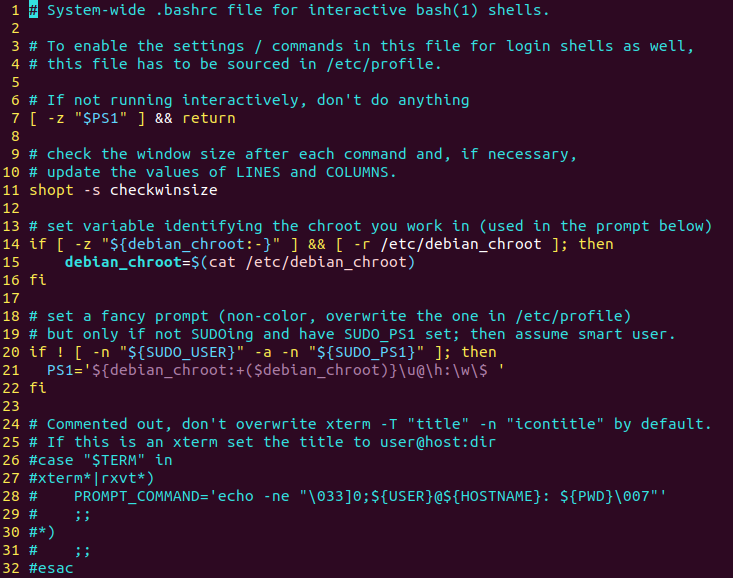 1 # System-wide .bashrc file for interactive bash(1) shells.
2
3 # To enable the settings / commands in this file for login shells as well,
4 # this file has to be sourced in /etc/profile.
5
6 # If not running interactively, don't do anything
7 [ -z "$PS1" ] && return
8
9 # check the window size after each command and, if necessary,
10 # update the values of LINES and COLUMNS.
11 shopt -s checkwinsize
12
13 # set variable identifying the chroot you work in (used in the prompt below)
14 if [ -z "${debian_chroot:-}" ] && [ -r /etc/debian_chroot ]; then
15     debian_chroot=$(cat /etc/debian_chroot)
16 fi
17
18 # set a fancy prompt (non-color, overwrite the one in /etc/profile)
19 # but only if not SUDOing and have SUDO_PS1 set; then assume smart user.
20 if ! [ -n "${SUDO_USER}" -a -n "${SUDO_PS1}" ]; then
21   PS1='${debian_chroot:+($debian_chroot)}\u@\h:\w\$ '
22 fi
23
24 # Commented out, don't overwrite xterm -T "title" -n "icontitle" by default.
25 # If this is an xterm set the title to user@host:dir
26 #case "$TERM" in
27 #xterm*|rxvt*)
28 #    PROMPT_COMMAND='echo -ne "\033]0;${USER}@${HOSTNAME}: ${PWD}\007"'
29 #    ;;
30 #*)
31 #    ;;
32 #esac